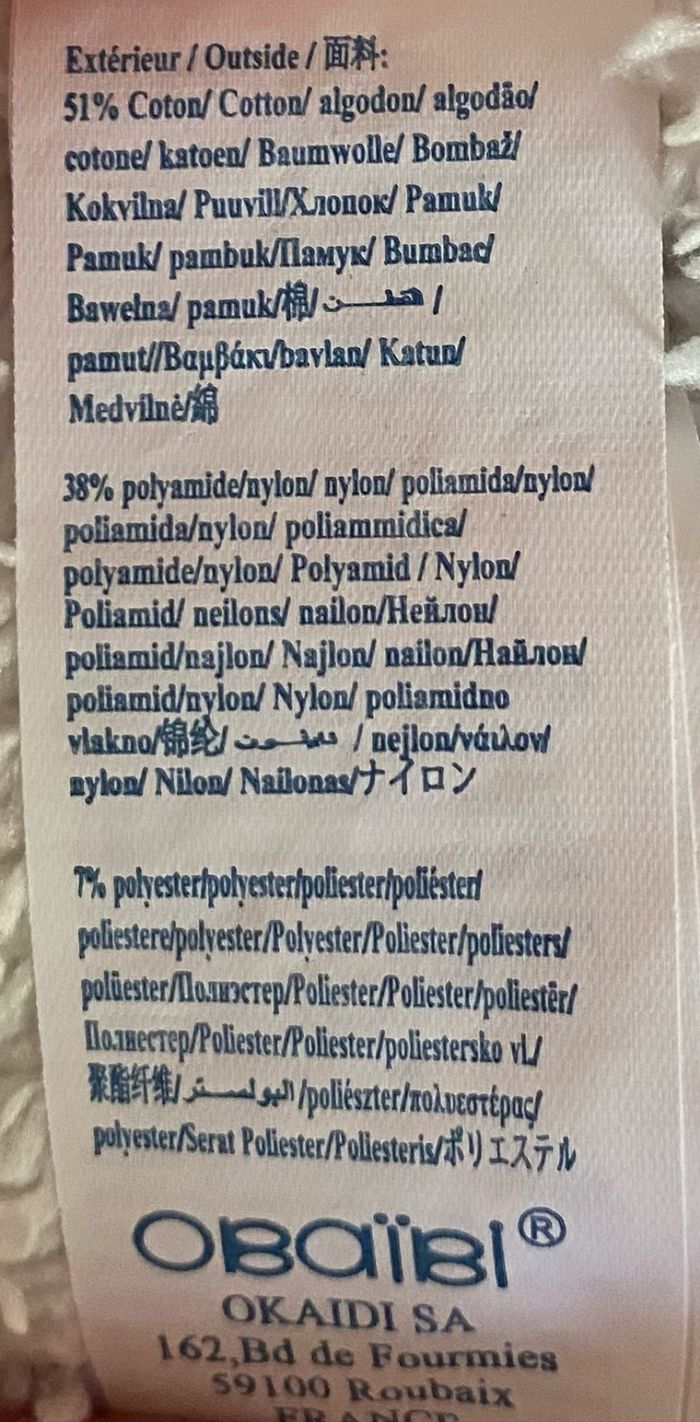 Extérieur / Outside / 面料:
51% Coton/ Cotton/ algodon/ algodão/
cotone/ katoen/ Baumwolle/ Bombaž/
Kokvilna/ Puuvill/Хлопок/ Pamuk/
Pamuk/ pambuk/Памук/ Bumbac/
Bawełna/ pamuk/棉/ /
pamut//Βαμβάκι/bavlan/ Katun/
Medvilnė/綿
38% polyamide/nylon/ nylon/ poliamida/nylon/
poliamida/nylon/ poliammidica/
polyamide/nylon/ Polyamid / Nylon/
Poliamid/ neilons/ nailon/Нейлон/
poliamid/najlon/ Najlon/ nailon/Найлон/
poliamid/nylon/ Nylon/ poliamidno
vlakno/锦纶/ / nejlon/νάυλον/
nylon/ Nilon/ Nailonas/ナイロン
7% polyester/polyester/poliester/poliéster/
poliestere/polyester/Polyester/Poliester/poliesters/
polüester/Полиэстер/Poliester/Poliester/poliestër/
Полиестер/Poliester/Poliester/poliestersko vl./
聚酯纤维/البوليستر/poliészter/πολυεστέρας/
polyester/Serat Poliester/Poliesteris/ポリエステル
OBAÏBI®
OKAIDI SA
162,Bd de Fourmies
59100 Roubaix
FRANCE